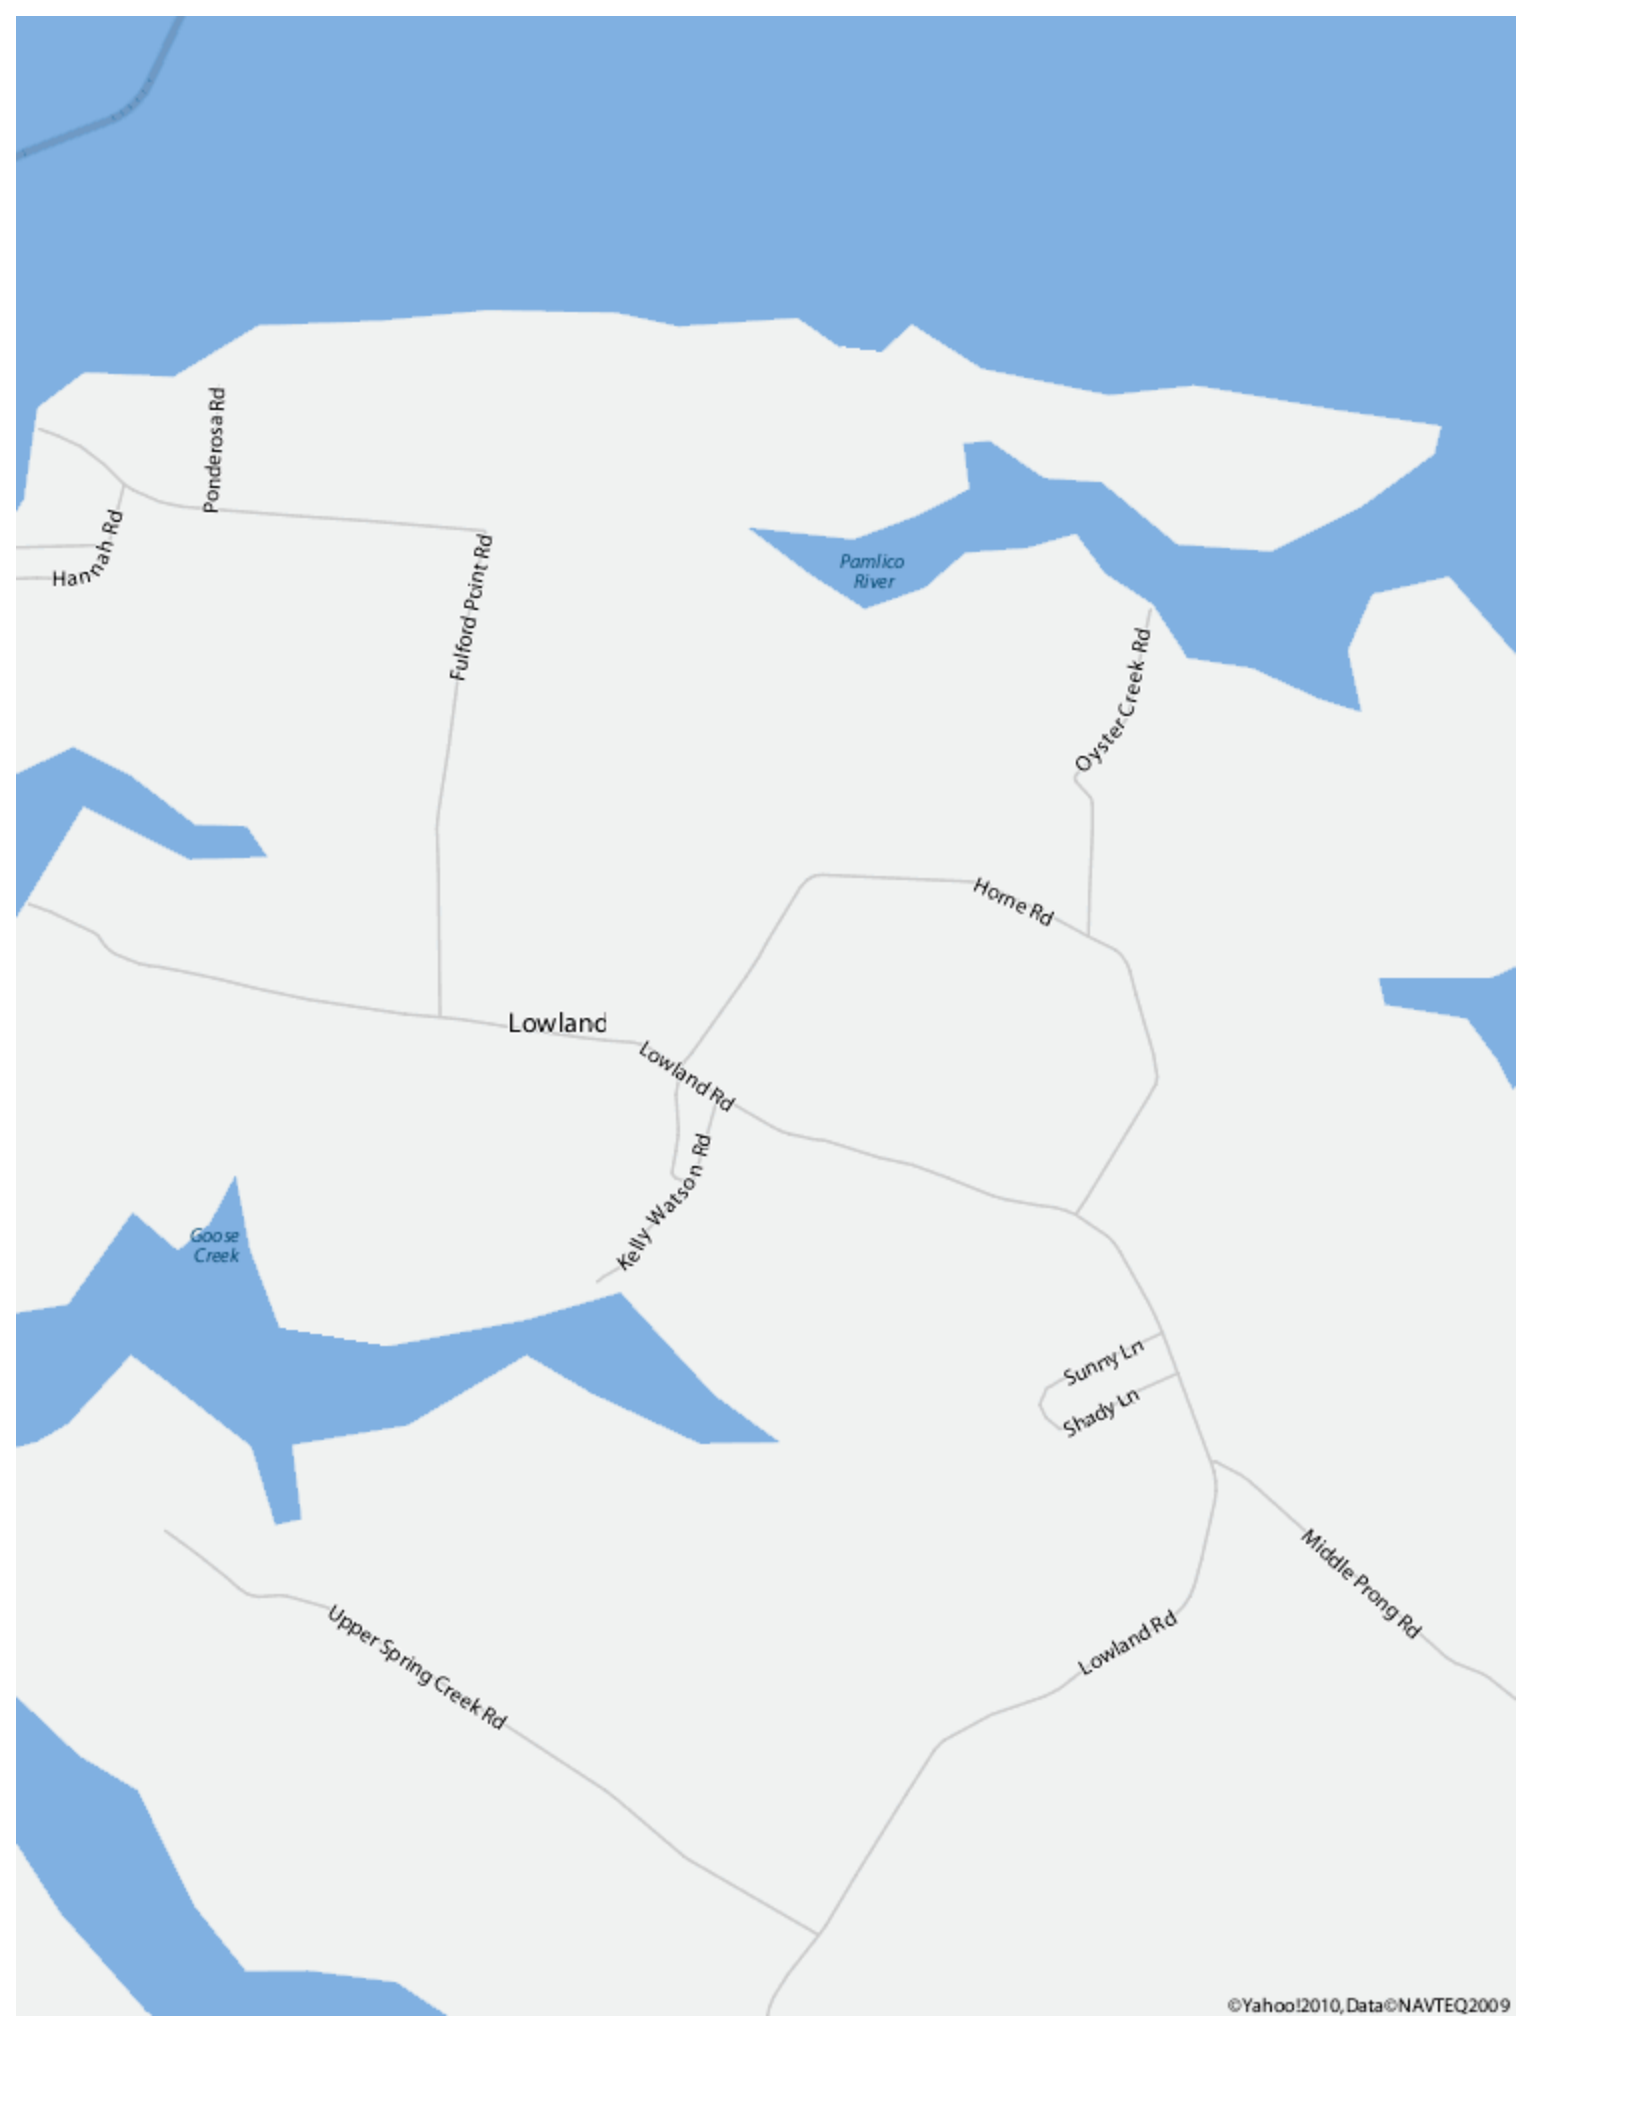 Ponderosa Rd
Hannah Rd
Fulford Point Rd
Pamlico
River
Oyster Creek Rd
Horne Rd
Lowland
Lowland Rd
Kelly Watson Rd
Goose
Creek
Sunny Ln
Shady Ln
Middle Prong Rd
Lowland Rd
Upper Spring Creek Rd
©Yahoo!2010,Data©NAVTEQ2009